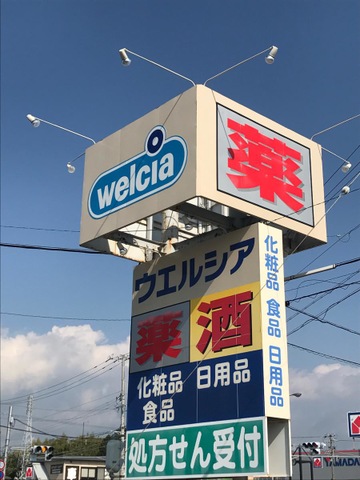 welcia
薬
ウエルシア
薬 酒
化粧品 日用品
食品
処方せん受付
化粧品 食品 日用品
YAMADA